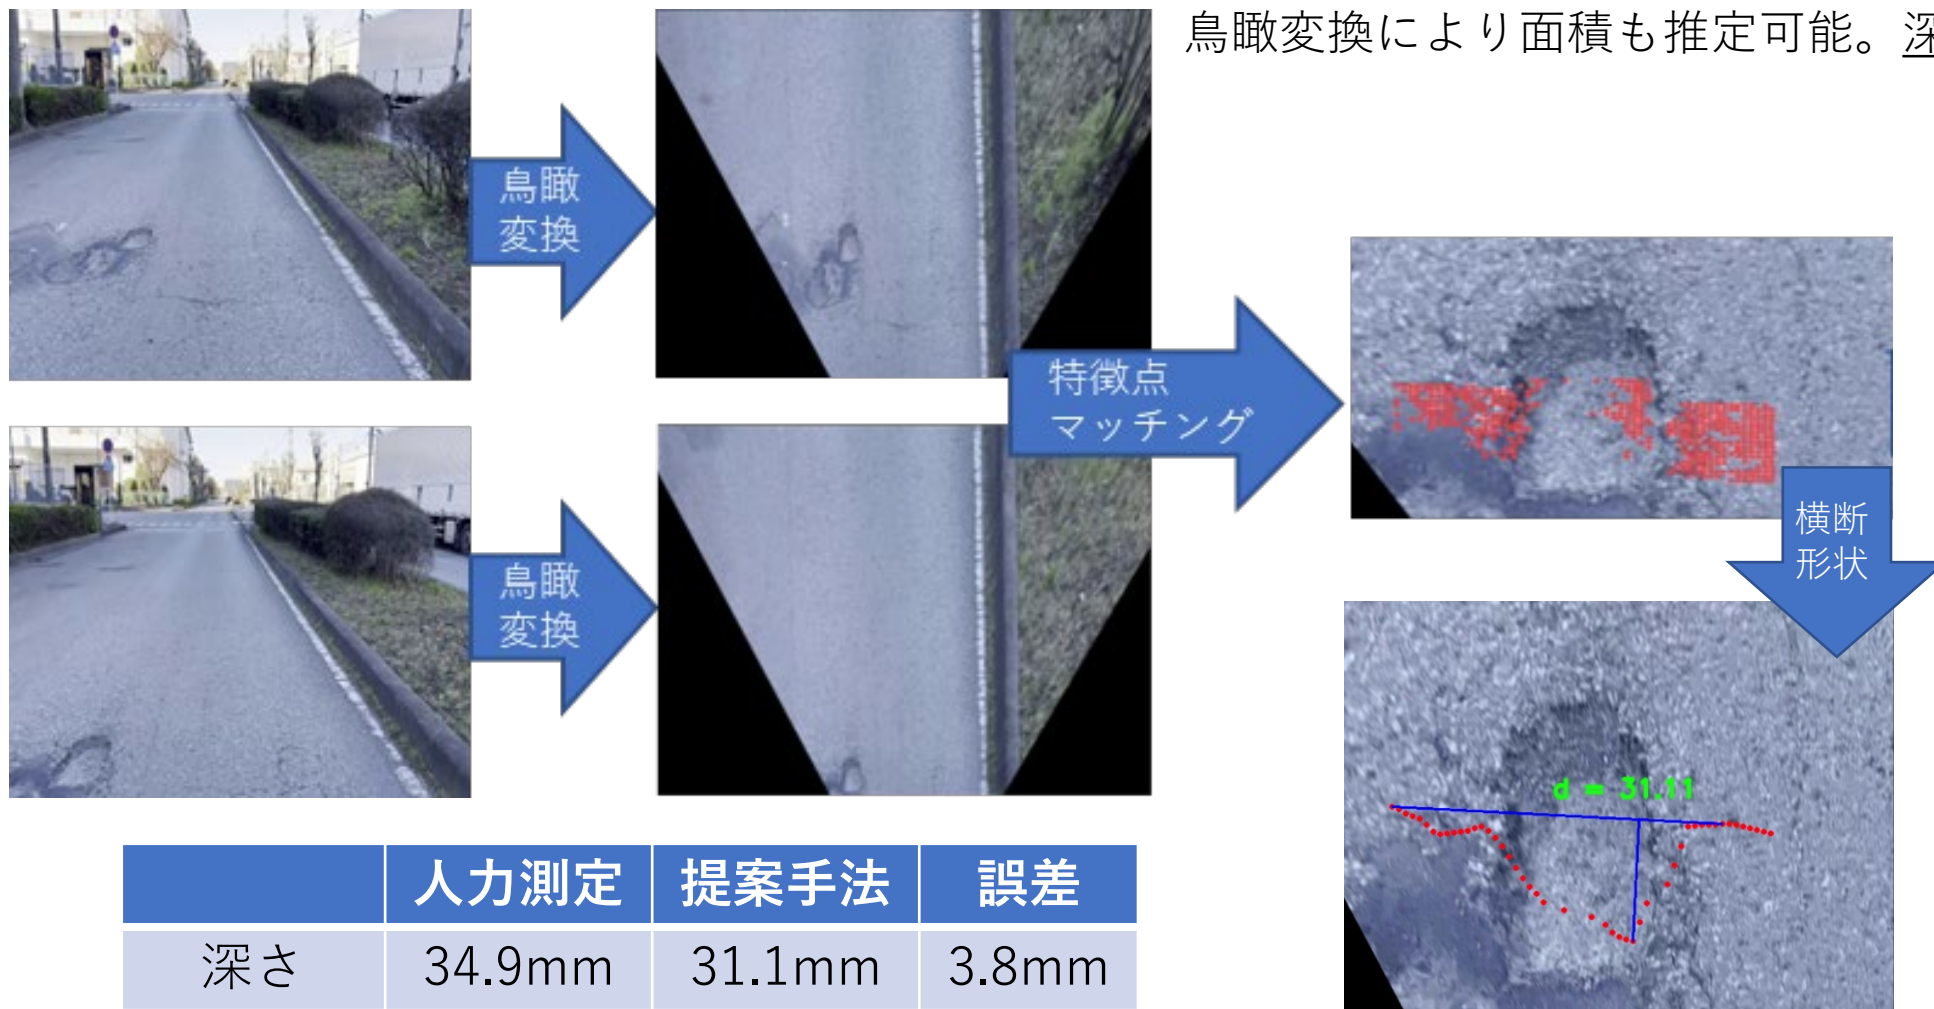 鳥瞰変換により面積も推定可能。深
鳥瞰
変換
特徴点
マッチング
鳥瞰
変換
横断
形状
d = 31.11
人力測定 提案手法 誤差
深さ 34.9mm 31.1mm 3.8mm